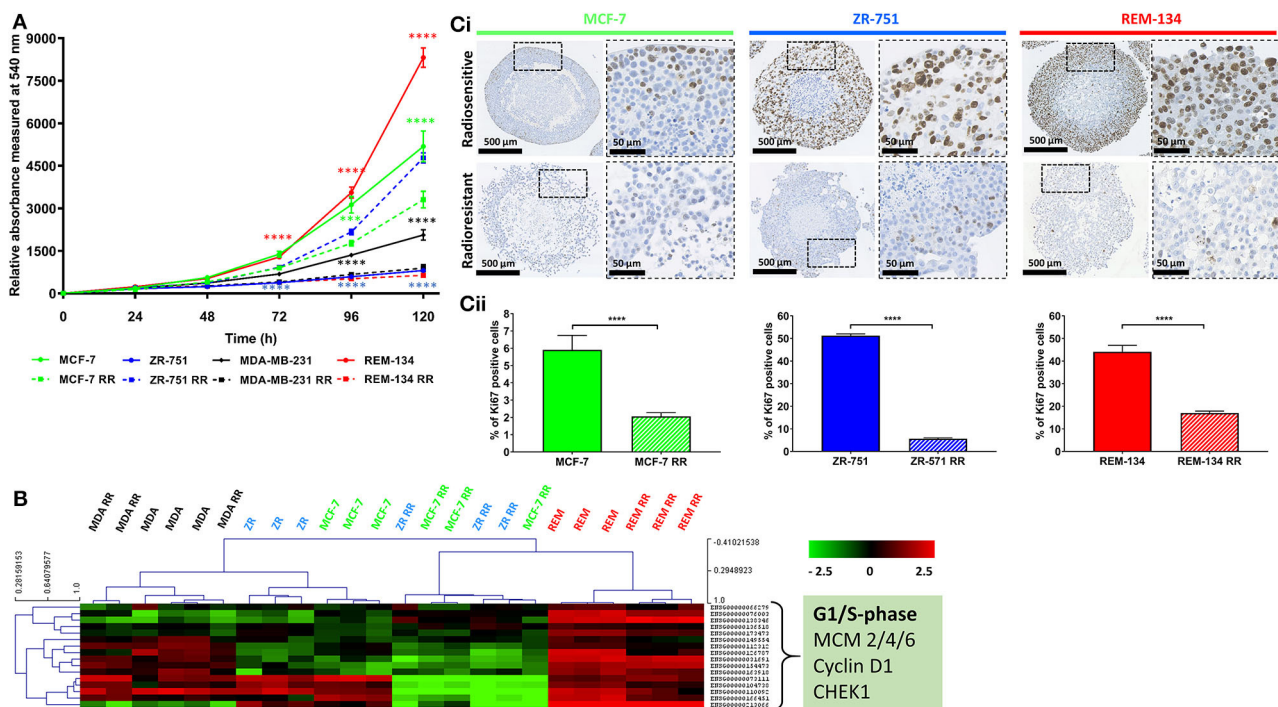 A
Relative absorbance measured at 540 nm
9000
7500
6000
4500
3000
1500
0
****
****
****
***
****
****
****
****
****
****
0 24 48 72 96 120
Time (h)
MCF-7 ZR-751 MDA-MB-231 REM-134
MCF-7 RR ZR-751 RR MDA-MB-231 RR REM-134 RR
Ci
MCF-7 ZR-751 REM-134
Radiosensitive
500 µm 50 µm 500 µm 50 µm 500 µm 50 µm
Radioresistant
500 µm 50 µm 500 µm 50 µm 500 µm 50 µm
Cii
% of Ki67 positive cells
8
7
6
5
4
3
2
1
0
****
MCF-7 MCF-7 RR
% of Ki67 positive cells
60
50
40
30
20
10
0
****
ZR-751 ZR-571 RR
% of Ki67 positive cells
60
50
40
30
20
10
0
****
REM-134 REM-134 RR
B
MDA RR MDA RR MDA MDA MDA MDA RR ZR ZR ZR MCF-7 MCF-7 MCF-7 ZR RR MCF-7 RR MCF-7 RR ZR RR ZR RR MCF-7 RR REM REM REM REM RR REM RR REM RR
0.28159153
0.64079577
1.0
-0.41021538
0.2948923
1.0
ENSG00000076003
ENSG00000149554
ENSG00000112312
ENSG00000154473
ENSG00000073111
ENSG00000104738
ENSG00000110092
ENSG00000166451
- 2.5 0 2.5
G1/S-phase
MCM 2/4/6
Cyclin D1
CHEK1